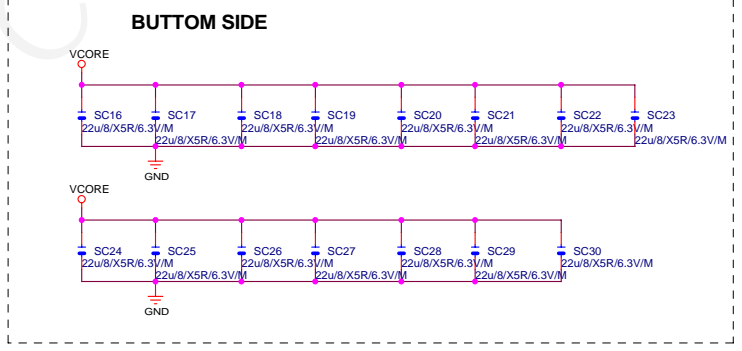 BUTTOM SIDE
VCORE
SC16 SC17 SC18 SC19 SC20 SC21 SC22 SC23
22u/8/X5R/6.3V/M 22u/8/X5R/6.3V/M 22u/8/X5R/6.3V/M 22u/8/X5R/6.3V/M
22u/8/X5R/6.3V/M 22u/8/X5R/6.3V/M 22u/8/X5R/6.3V/M 22u/8/X5R/6.3V/M
GND
VCORE
SC24 SC25 SC26 SC27 SC28 SC29 SC30
22u/8/X5R/6.3V/M 22u/8/X5R/6.3V/M 22u/8/X5R/6.3V/M 22u/8/X5R/6.3V/M
22u/8/X5R/6.3V/M 22u/8/X5R/6.3V/M 22u/8/X5R/6.3V/M
GND